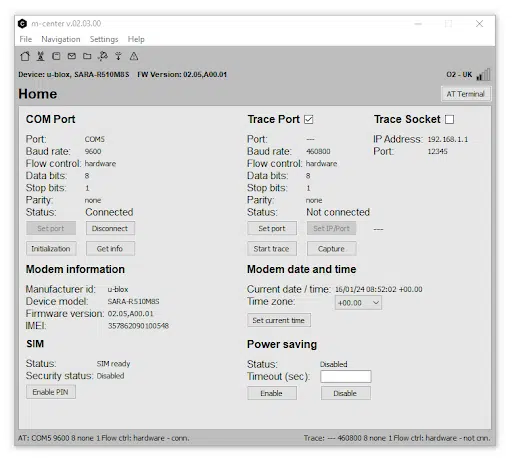 m-center v.02.03.00
File Navigation Settings Help
Device: u-blox, SARA-R510M8S FW Version: 02.05,A00.01
O2 - UK
Home
AT Terminal
COM Port
Port: COM5
Baud rate: 9600
Flow control: hardware
Data bits: 8
Stop bits: 1
Parity: none
Status: Connected
Set port Disconnect
Initialization Get info
Trace Port
Port: ---
Baud rate: 460800
Flow control: hardware
Data bits: 8
Stop bits: 1
Parity: none
Status: Not connected
Set port Set IP/Port ---
Start trace Capture
Trace Socket
IP Address: 192.168.1.1
Port: 12345
Modem information
Manufacturer id: u-blox
Device model: SARA-R510M8S
Firmware version: 02.05,A00.01
IMEI: 357862090100548
Modem date and time
Current date / time: 16/01/24 08:52:02 +00.00
Time zone: +00.00
Set current time
SIM
Status: SIM ready
Security status: Disabled
Enable PIN
Power saving
Status: Disabled
Timeout (sec):
Enable Disable
AT: COM5 9600 8 none 1 Flow ctrl: hardware - conn.
Trace: --- 460800 8 none 1 Flow ctrl: hardware - not cnn.